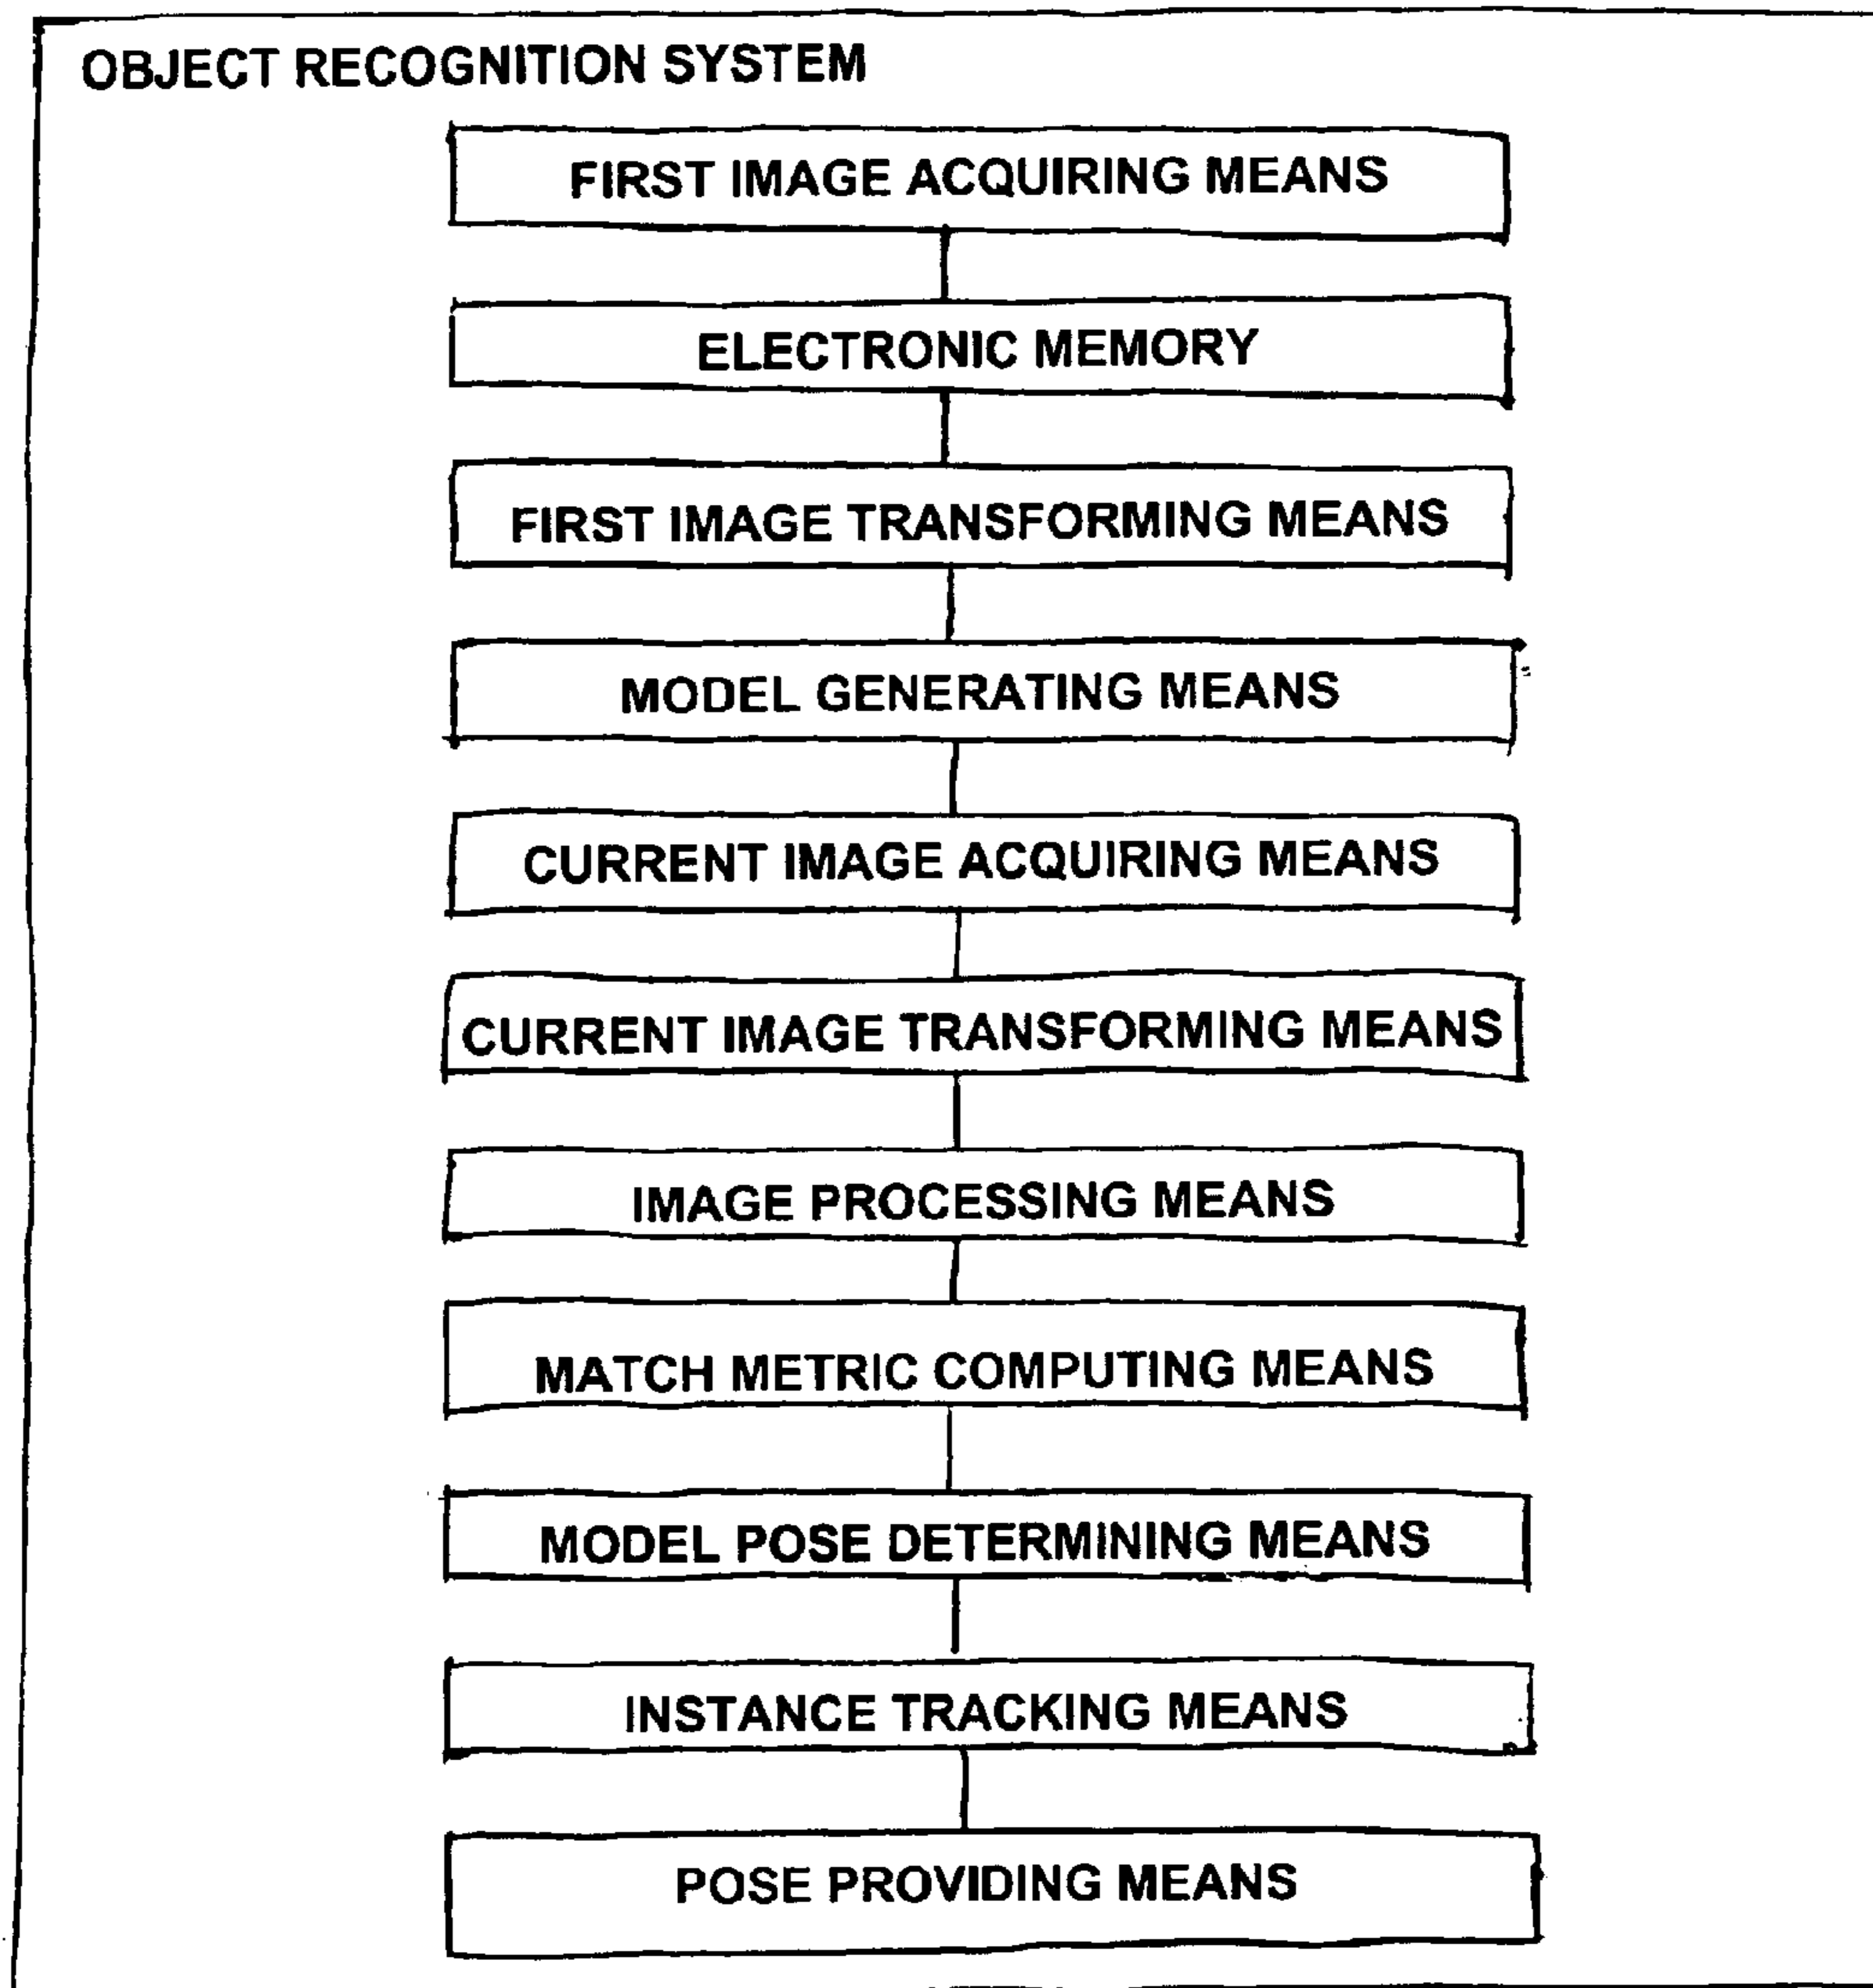 OBJECT RECOGNITION SYSTEM
FIRST IMAGE ACQUIRING MEANS
ELECTRONIC MEMORY
FIRST IMAGE TRANSFORMING MEANS
MODEL GENERATING MEANS
CURRENT IMAGE ACQUIRING MEANS
CURRENT IMAGE TRANSFORMING MEANS
IMAGE PROCESSING MEANS
MATCH METRIC COMPUTING MEANS
MODEL POSE DETERMINING MEANS
INSTANCE TRACKING MEANS
POSE PROVIDING MEANS